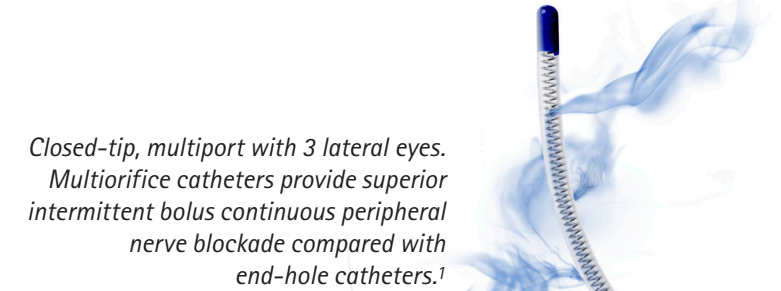 Closed-tip, multiport with 3 lateral eyes.
Multiorifice catheters provide superior
intermittent bolus continuous peripheral
nerve blockade compared with
end-hole catheters.¹